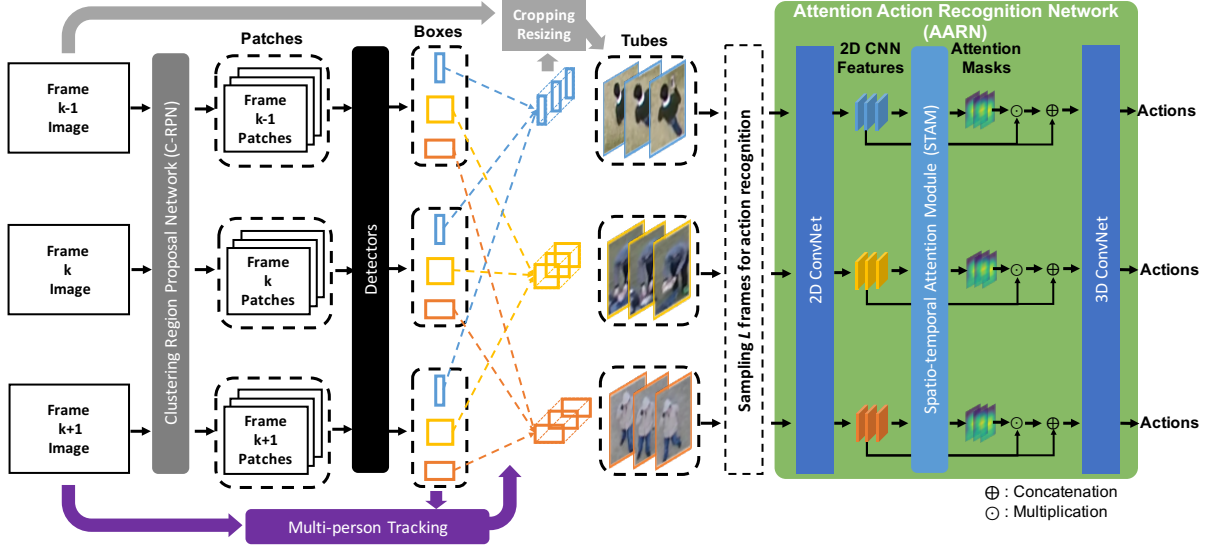 Cropping
Resizing
Attention Action Recognition Network
(AARN)
Patches
Boxes
Tubes
2D CNN
Features
Attention
Masks
Frame
k-1
Image
Frame
k-1
Patches
Actions
Frame
k
Image
Frame
k
Patches
Actions
Frame
k+1
Image
Frame
k+1
Patches
Actions
Clustering Region Proposal Network (C-RPN)
Detectors
Sampling L frames for action recognition
2D ConvNet
Spatio-temporal Attention Module (STAM)
3D ConvNet
Multi-person Tracking
⊕ : Concatenation
⊙ : Multiplication